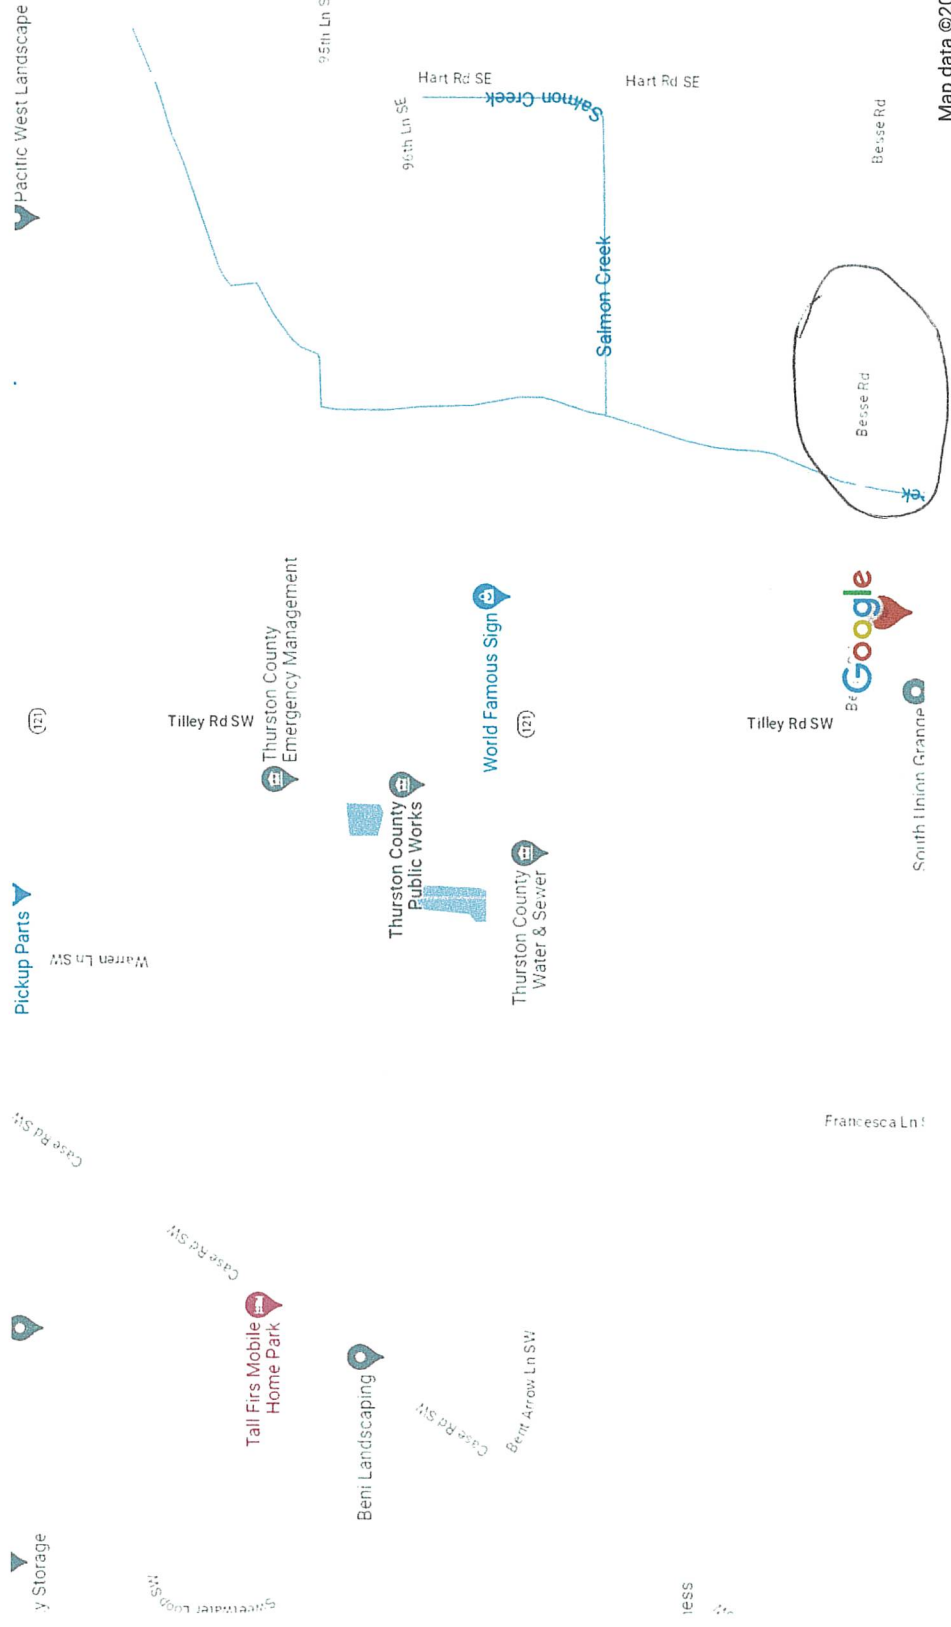 y Storage
Pickup Parts
121
Pacific West Landscape
Case Rd SW
Warren Ln SW
Sweetwater Loop SW
Case Rd SW
Tall Firs Mobile
Home Park
Tilley Rd SW
Thurston County
Emergency Management
95th Ln S
Beni Landscaping
Thurston County
Public Works
96th Ln SE
Hart Rd SE
Case Rd SW
World Famous Sign
Salmon Creek
Bent Arrow Ln SW
Thurston County
Water & Sewer
121
Salmon Creek
Hart Rd SE
ness
Tilley Rd SW
Francesca Ln S
Be
Google
Besse Rd
Besse Rd
South Union Grange
ek
Map data ©20